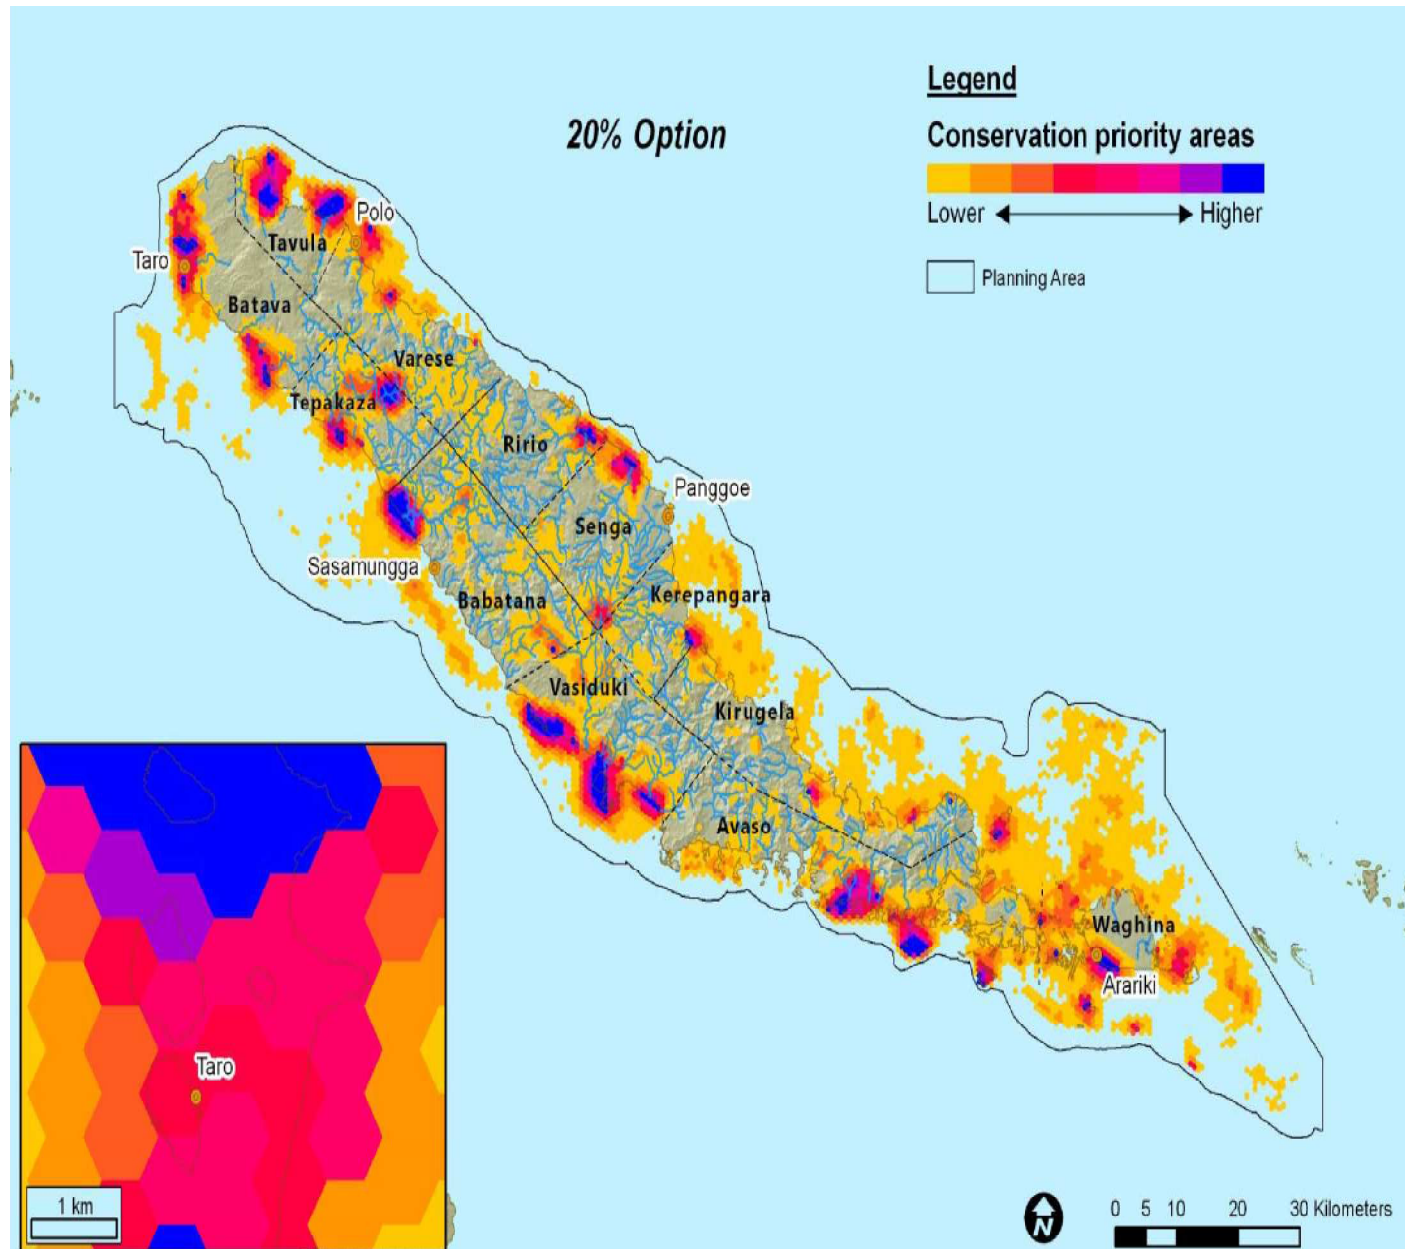 20% Option
Legend
Conservation priority areas
Lower Higher
Planning Area
Polo
Tavula
Taro
Batava
Varese
Tepakaza
Ririo
Panggoe
Senga
Sasamungga
Babatana
Kerepangara
Vasiduki
Kirugela
Avaso
Waghina
Arariki
Taro
1 km
N
0 5 10 20 30 Kilometers